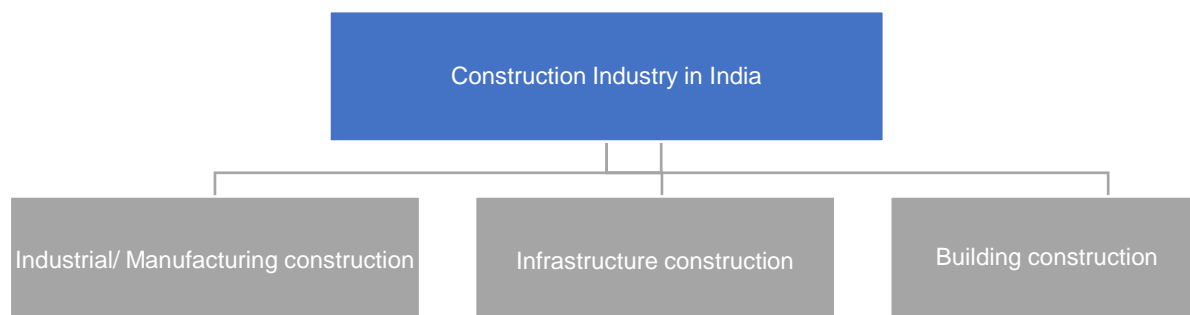 Construction Industry in India
Industrial/ Manufacturing construction
Infrastructure construction
Building construction